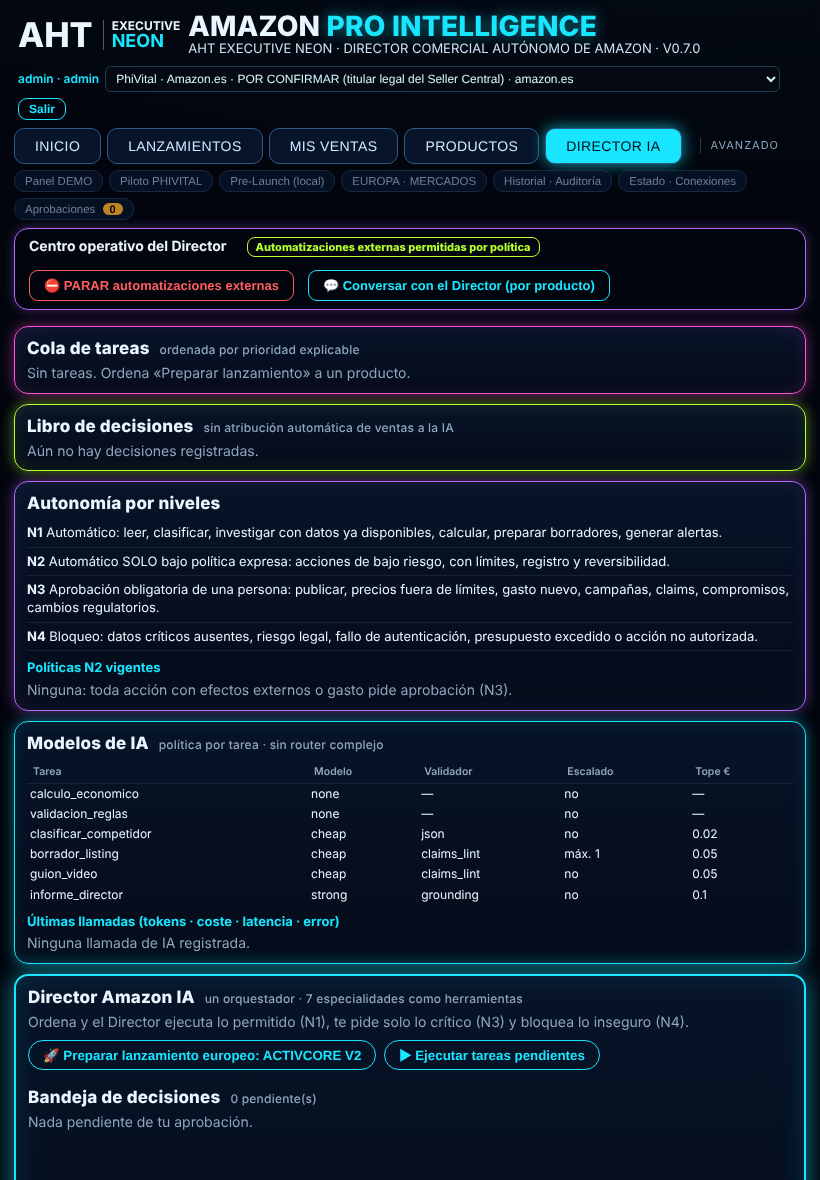 AHT
EXECUTIVE
NEON
AMAZON PRO INTELLIGENCE
AHT EXECUTIVE NEON · DIRECTOR COMERCIAL AUTÓNOMO DE AMAZON · V0.7.0
admin · admin
PhiVital · Amazon.es · POR CONFIRMAR (titular legal del Seller Central) · amazon.es
Salir
INICIO LANZAMIENTOS MIS VENTAS PRODUCTOS DIRECTOR IA AVANZADO
Panel DEMO Piloto PHIVITAL Pre-Launch (local) EUROPA · MERCADOS Historial · Auditoría Estado · Conexiones
Aprobaciones 0
Centro operativo del Director Automatizaciones externas permitidas por política
⛔ PARAR automatizaciones externas 💬 Conversar con el Director (por producto)
Cola de tareas ordenada por prioridad explicable
Sin tareas. Ordena «Preparar lanzamiento» a un producto.
Libro de decisiones sin atribución automática de ventas a la IA
Aún no hay decisiones registradas.
Autonomía por niveles
N1 Automático: leer, clasificar, investigar con datos ya disponibles, calcular, preparar borradores, generar alertas.
N2 Automático SOLO bajo política expresa: acciones de bajo riesgo, con límites, registro y reversibilidad.
N3 Aprobación obligatoria de una persona: publicar, precios fuera de límites, gasto nuevo, campañas, claims, compromisos,
cambios regulatorios.
N4 Bloqueo: datos críticos ausentes, riesgo legal, fallo de autenticación, presupuesto excedido o acción no autorizada.
Políticas N2 vigentes
Ninguna: toda acción con efectos externos o gasto pide aprobación (N3).
Modelos de IA política por tarea · sin router complejo
Tarea Modelo Validador Escalado Tope €
calculo_economico none — no —
validacion_reglas none — no —
clasificar_competidor cheap json no 0.02
borrador_listing cheap claims_lint máx. 1 0.05
guion_video cheap claims_lint no 0.05
informe_director strong grounding no 0.1
Últimas llamadas (tokens · coste · latencia · error)
Ninguna llamada de IA registrada.
Director Amazon IA un orquestador · 7 especialidades como herramientas
Ordena y el Director ejecuta lo permitido (N1), te pide solo lo crítico (N3) y bloquea lo inseguro (N4).
🚀 Preparar lanzamiento europeo: ACTIVCORE V2 ▶ Ejecutar tareas pendientes
Bandeja de decisiones 0 pendiente(s)
Nada pendiente de tu aprobación.